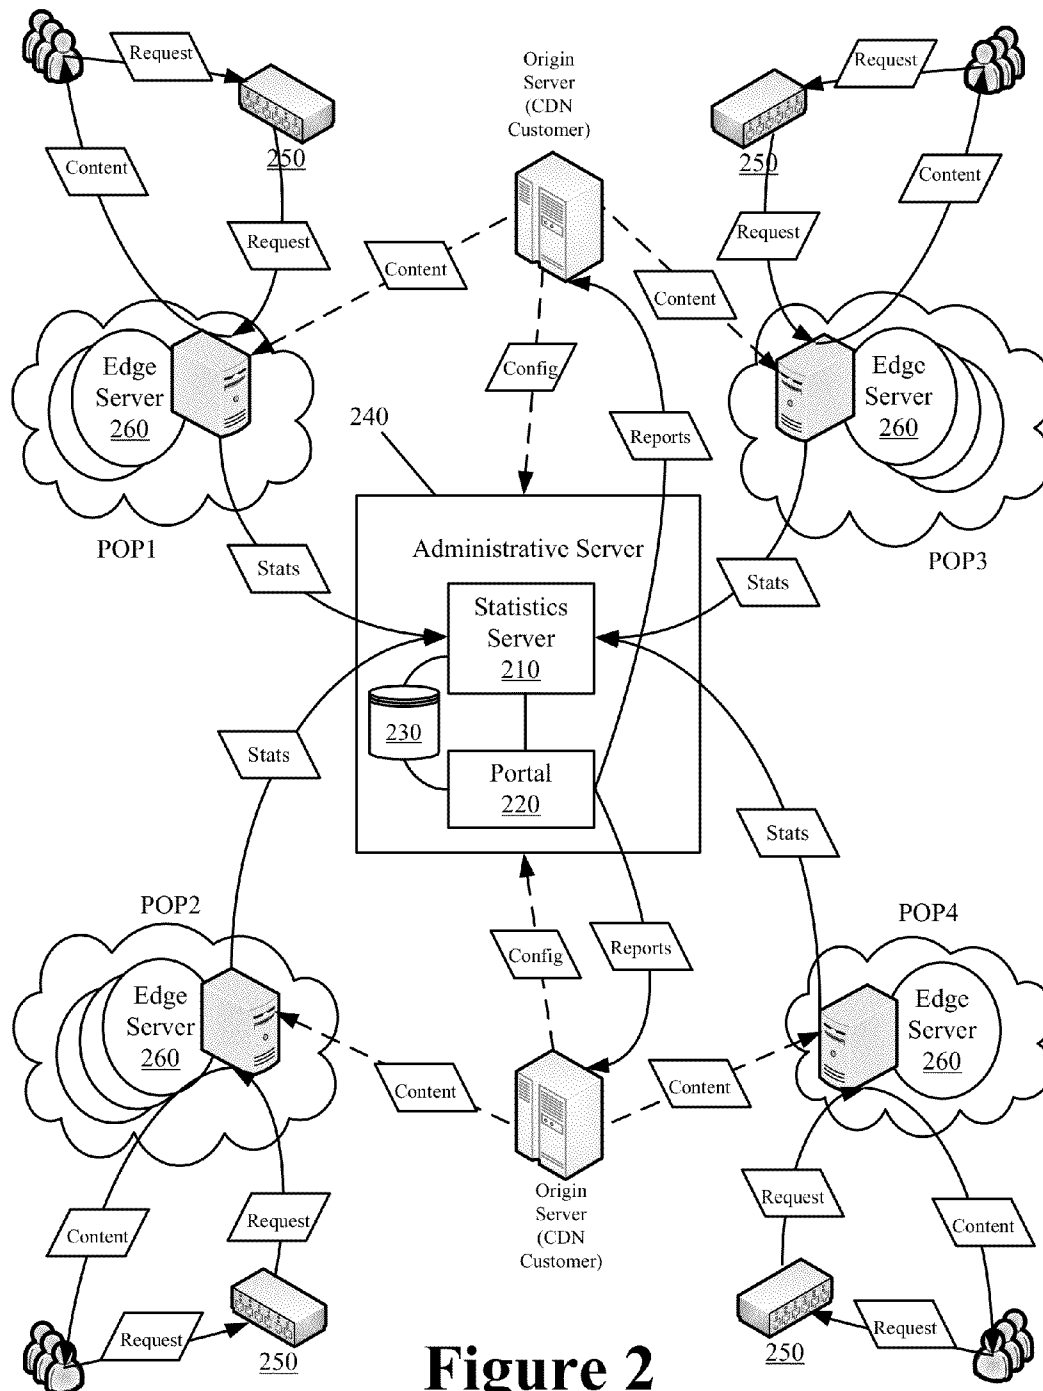 Request
Request
Origin
Server
(CDN
Customer)
250
250
Content
Content
Request
Request
Content
Content
Edge
Server
260
Edge
Server
260
Config
240
Reports
POP1
POP3
Administrative Server
Stats
Stats
Statistics
Server
210
230
Stats
Portal
220
Stats
POP2
POP4
Config
Reports
Edge
Server
260
Edge
Server
260
Content
Content
Origin
Server
(CDN
Customer)
Content
Request
Request
Content
Request
250
250
Request
Figure 2